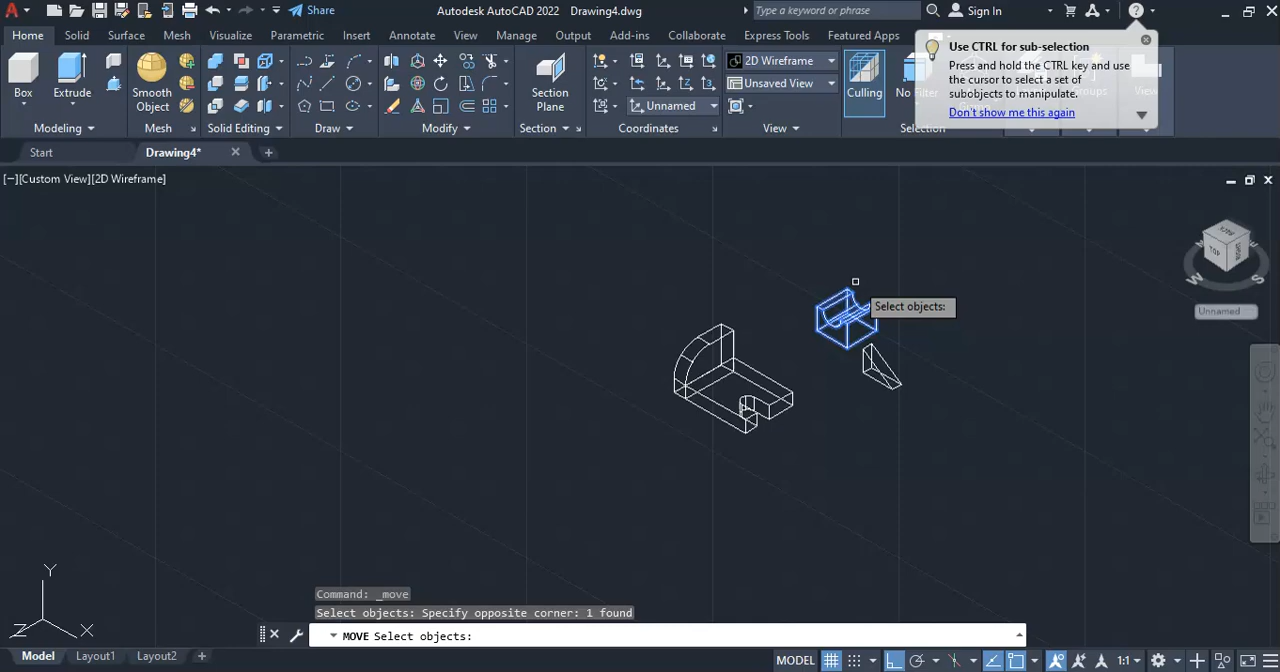 Share
Autodesk AutoCAD 2022 Drawing4.dwg
Type a keyword or phrase
Sign In
Home Solid Surface Mesh Visualize Parametric Insert Annotate View Manage Output Add-ins Collaborate Express Tools Featured Apps
Box
Extrude
Smooth Object
Section Plane
Unnamed
2D Wireframe
Unsaved View
Culling
Modeling Mesh Solid Editing Draw Modify Section Coordinates View
Use CTRL for sub-selection
Press and hold the CTRL key and use
the cursor to select a set of
subobjects to manipulate.
Don't show me this again
Start Drawing4* +
[−][Custom View][2D Wireframe]
TOP
W
S
Unnamed
Select objects:
Y
Z
X
Command: _move
Select objects: Specify opposite corner: 1 found
MOVE Select objects:
Model Layout1 Layout2 +
MODEL 1:1